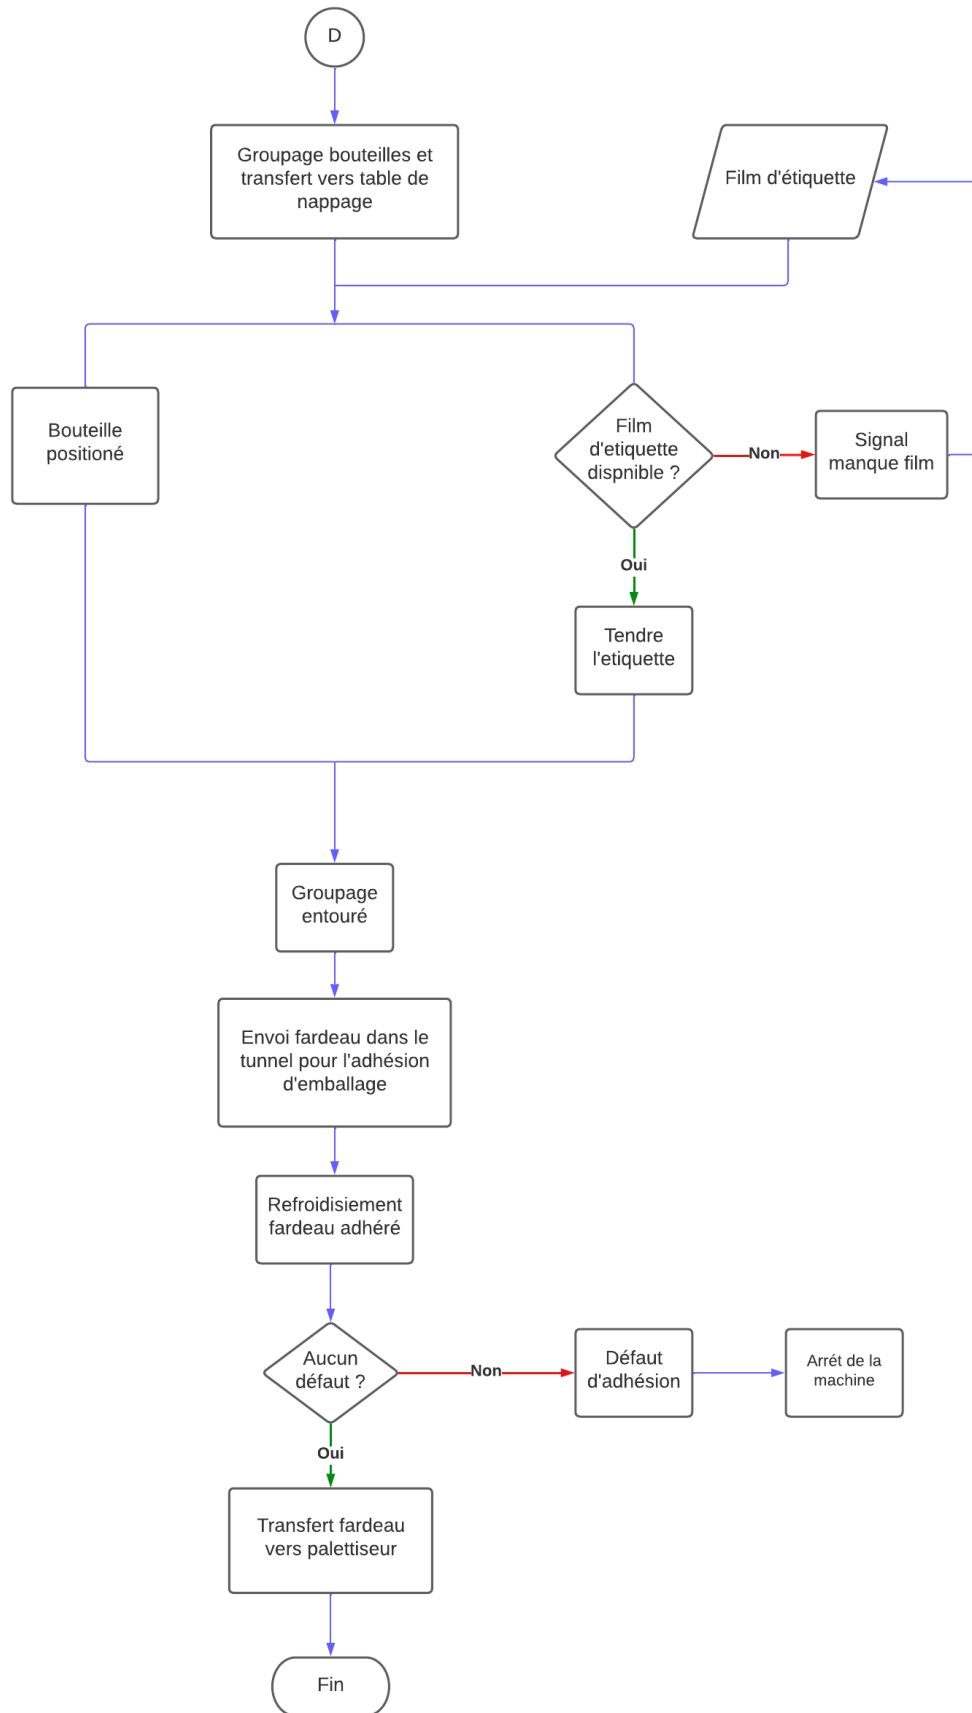 D
Groupage bouteilles et
transfert vers table de
nappage
Film d'étiquette
Bouteille
positioné
Film
d'etiquette
dispnible ?
Non
Signal
manque film
Oui
Tendre
l'etiquette
Groupage
entouré
Envoi fardeau dans le
tunnel pour l'adhésion
d'emballage
Refroidisiement
fardeau adhéré
Aucun
défaut ?
Non
Défaut
d'adhésion
Arrét de la
machine
Oui
Transfert fardeau
vers palettiseur
Fin